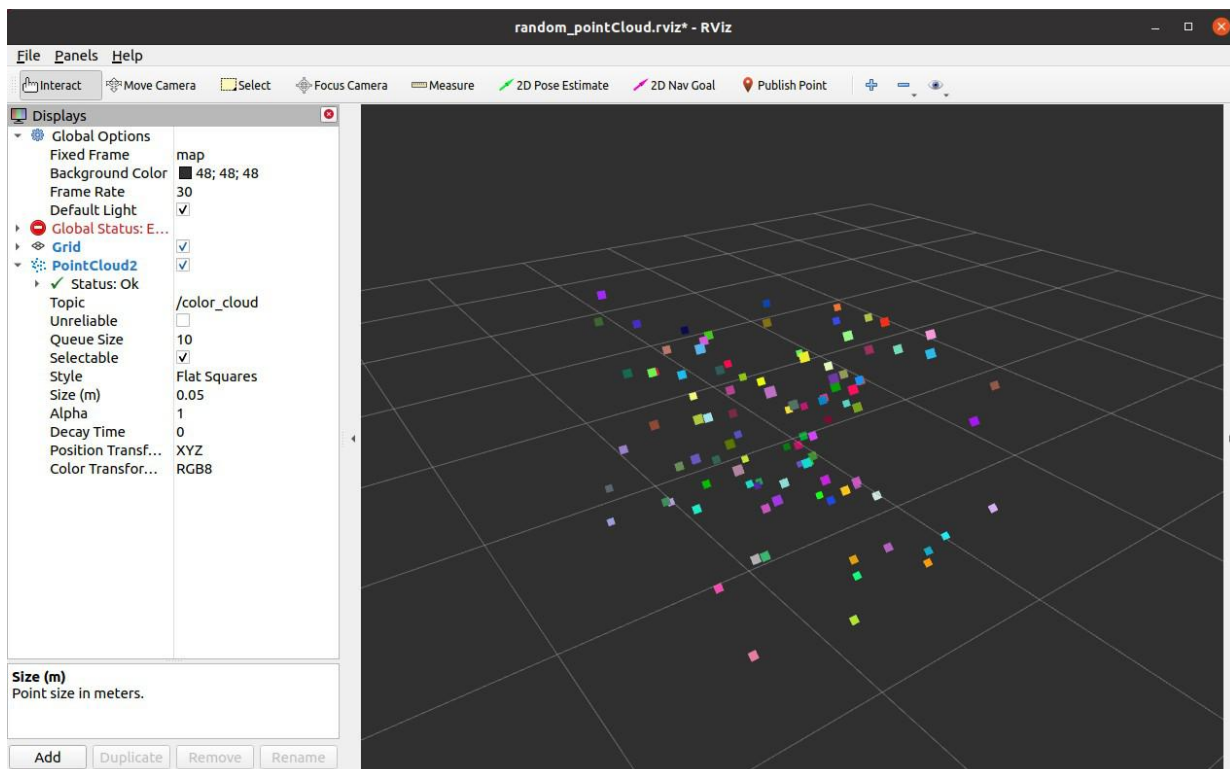 random_pointCloud.rviz* - RViz
File Panels Help
Interact Move Camera Select Focus Camera Measure 2D Pose Estimate 2D Nav Goal Publish Point
Displays
Global Options
Fixed Frame map
Background Color 48; 48; 48
Frame Rate 30
Default Light
Global Status: E...
Grid
PointCloud2
Status: Ok
Topic /color_cloud
Unreliable
Queue Size 10
Selectable
Style Flat Squares
Size (m) 0.05
Alpha 1
Decay Time 0
Position Transf... XYZ
Color Transfor... RGB8
Size (m)
Point size in meters.
Add Duplicate Remove Rename